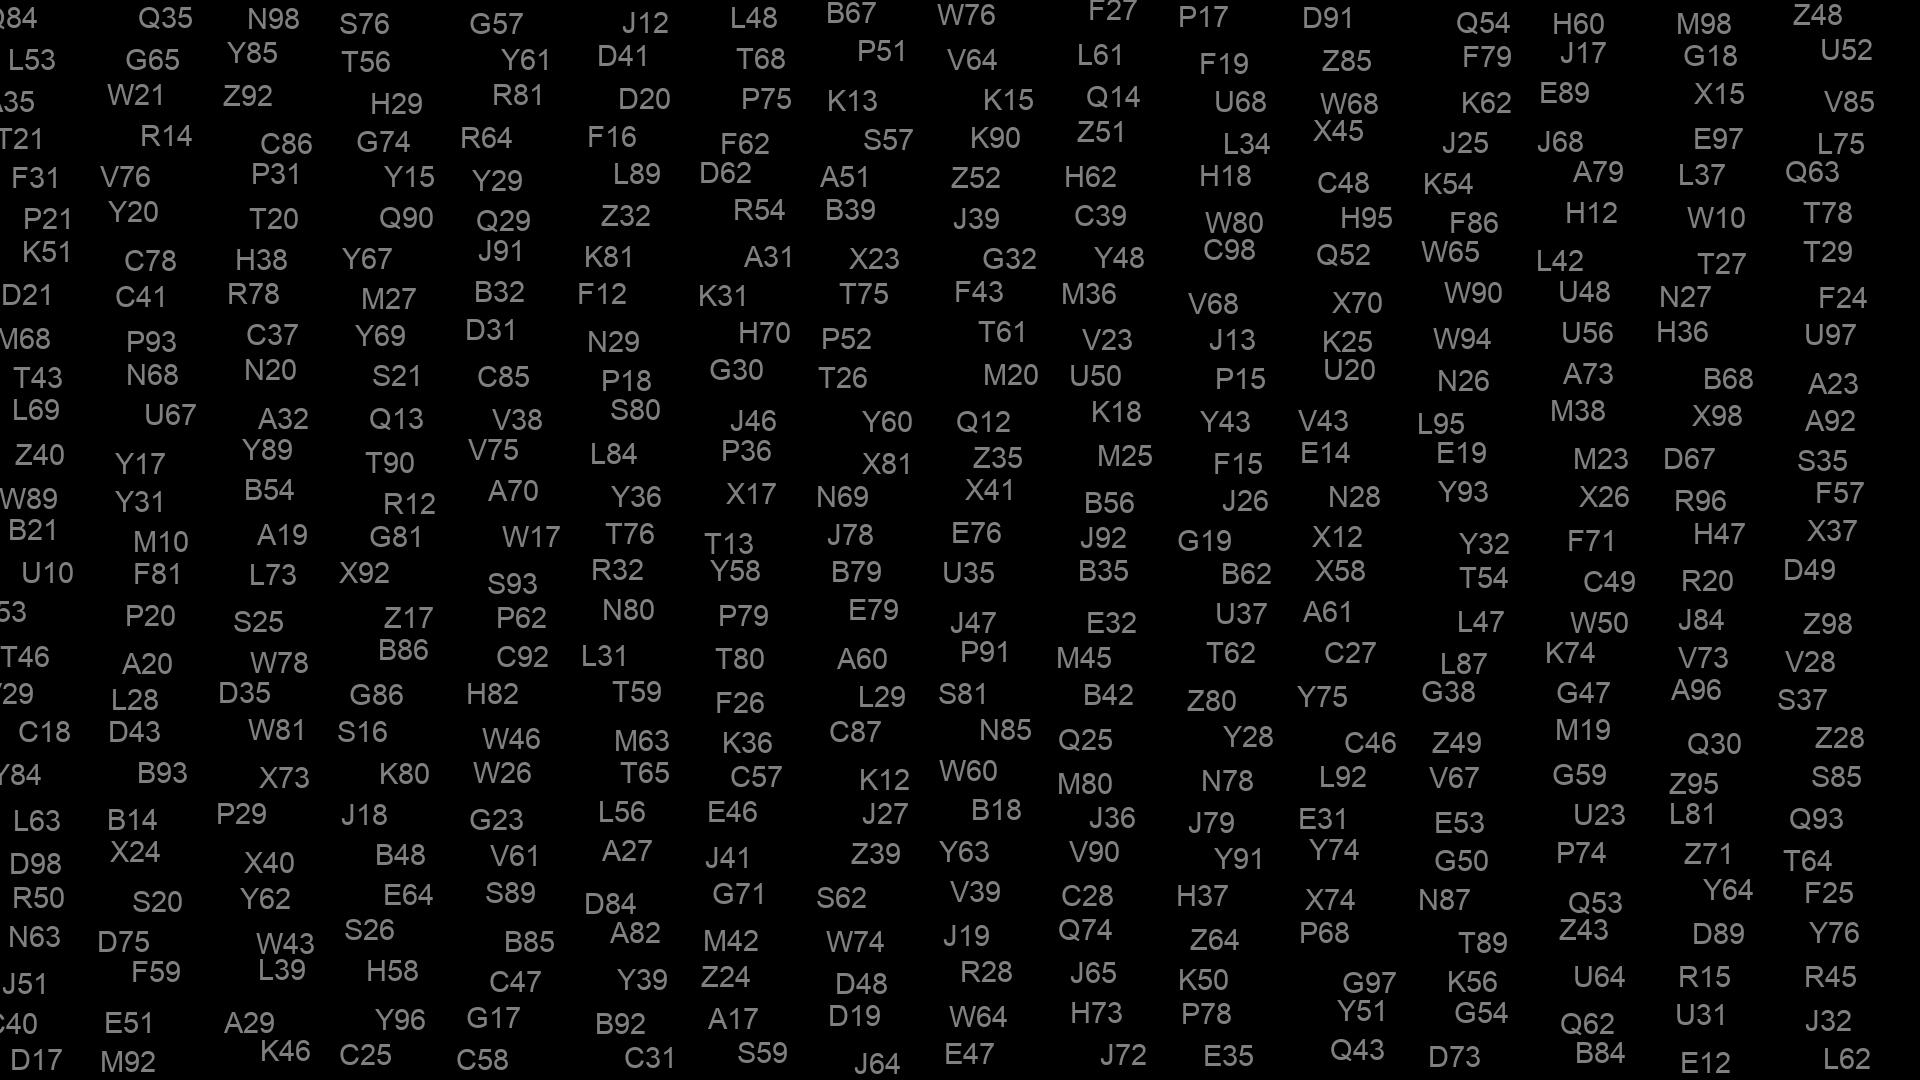 Q84 Q35 N98 S76 G57 J12 L48 B67 W76 F27 P17 D91 Q54 H60 M98 Z48
L53 G65 Y85 T56 Y61 D41 T68 P51 V64 L61 F19 Z85 F79 J17 G18 U52
A35 W21 Z92 H29 R81 D20 P75 K13 K15 Q14 U68 W68 K62 E89 X15 V85
T21 R14 C86 G74 R64 F16 F62 S57 K90 Z51 L34 X45 J25 J68 E97 L75
F31 V76 P31 Y15 Y29 L89 D62 A51 Z52 H62 H18 C48 K54 A79 L37 Q63
P21 Y20 T20 Q90 Q29 Z32 R54 B39 J39 C39 W80 H95 F86 H12 W10 T78
K51 C78 H38 Y67 J91 K81 A31 X23 G32 Y48 C98 Q52 W65 L42 T27 T29
D21 C41 R78 M27 B32 F12 K31 T75 F43 M36 V68 X70 W90 U48 N27 F24
M68 P93 C37 Y69 D31 N29 H70 P52 T61 V23 J13 K25 W94 U56 H36 U97
T43 N68 N20 S21 C85 P18 G30 T26 M20 U50 P15 U20 N26 A73 B68 A23
L69 U67 A32 Q13 V38 S80 J46 Y60 Q12 K18 Y43 V43 L95 M38 X98 A92
Z40 Y17 Y89 T90 V75 L84 P36 X81 Z35 M25 F15 E14 E19 M23 D67 S35
W89 Y31 B54 R12 A70 Y36 X17 N69 X41 B56 J26 N28 Y93 X26 R96 F57
B21 M10 A19 G81 W17 T76 T13 J78 E76 J92 G19 X12 Y32 F71 H47 X37
U10 F81 L73 X92 S93 R32 Y58 B79 U35 B35 B62 X58 T54 C49 R20 D49
53 P20 S25 Z17 P62 N80 P79 E79 J47 E32 U37 A61 L47 W50 J84 Z98
T46 A20 W78 B86 C92 L31 T80 A60 P91 M45 T62 C27 L87 K74 V73 V28
29 L28 D35 G86 H82 T59 F26 L29 S81 B42 Z80 Y75 G38 G47 A96 S37
C18 D43 W81 S16 W46 M63 K36 C87 N85 Q25 Y28 C46 Z49 M19 Q30 Z28
Y84 B93 X73 K80 W26 T65 C57 K12 W60 M80 N78 L92 V67 G59 Z95 S85
L63 B14 P29 J18 G23 L56 E46 J27 B18 J36 J79 E31 E53 U23 L81 Q93
D98 X24 X40 B48 V61 A27 J41 Z39 Y63 V90 Y91 Y74 G50 P74 Z71 T64
R50 S20 Y62 E64 S89 D84 G71 S62 V39 C28 H37 X74 N87 Q53 Y64 F25
N63 D75 W43 S26 B85 A82 M42 W74 J19 Q74 Z64 P68 T89 Z43 D89 Y76
J51 F59 L39 H58 C47 Y39 Z24 D48 R28 J65 K50 G97 K56 U64 R15 R45
C40 E51 A29 Y96 G17 B92 A17 D19 W64 H73 P78 Y51 G54 Q62 U31 J32
D17 M92 K46 C25 C58 C31 S59 J64 E47 J72 E35 Q43 D73 B84 E12 L62